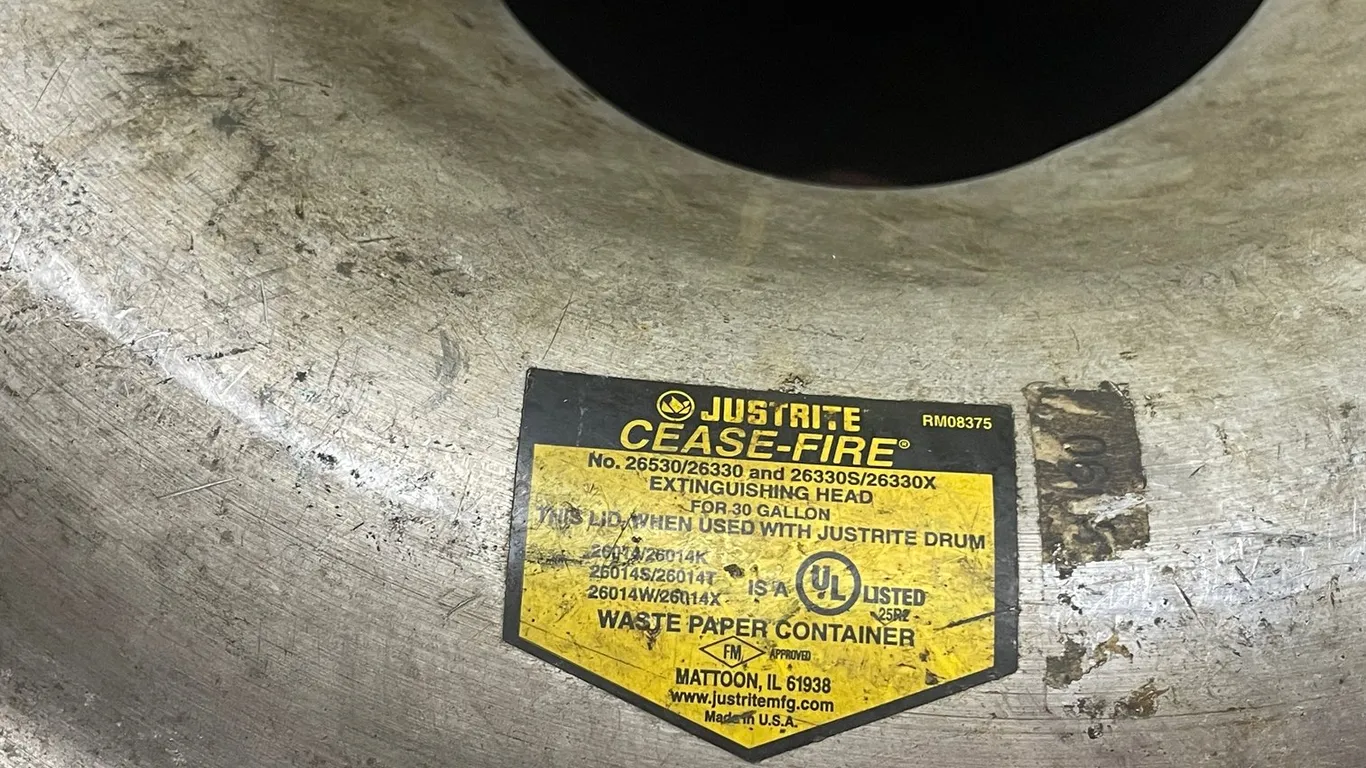 JUSTRITE
RM08375
CEASE-FIRE®
No. 26530/26330 and 26330S/26330X
EXTINGUISHING HEAD
FOR 30 GALLON
THIS LID, WHEN USED WITH JUSTRITE DRUM
26014/26014K
26014S/26014T
26014W/26014X
IS A UL LISTED
25R2
WASTE PAPER CONTAINER
FM APPROVED
MATTOON, IL 61938
www.justritemfg.com
Made in U.S.A.